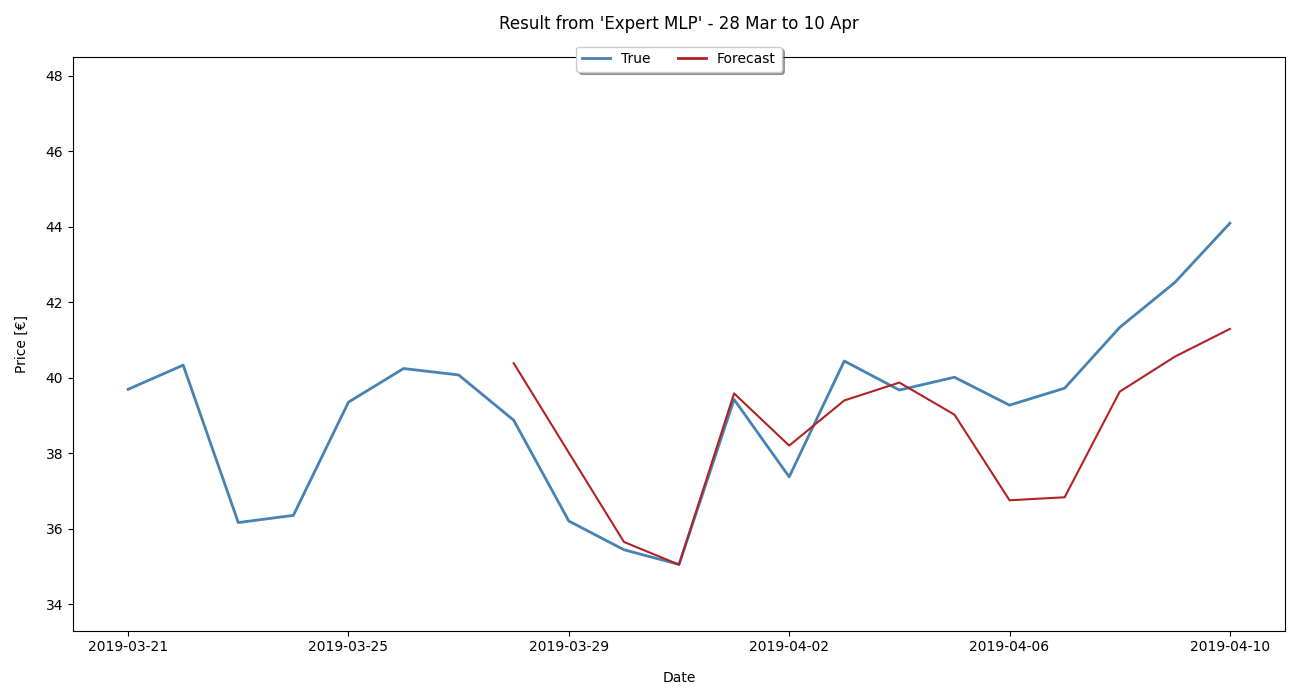 Result from 'Expert MLP' - 28 Mar to 10 Apr
True Forecast
48
46
44
42
40
38
36
34
Price [€]
2019-03-21 2019-03-25 2019-03-29 2019-04-02 2019-04-06 2019-04-10
Date